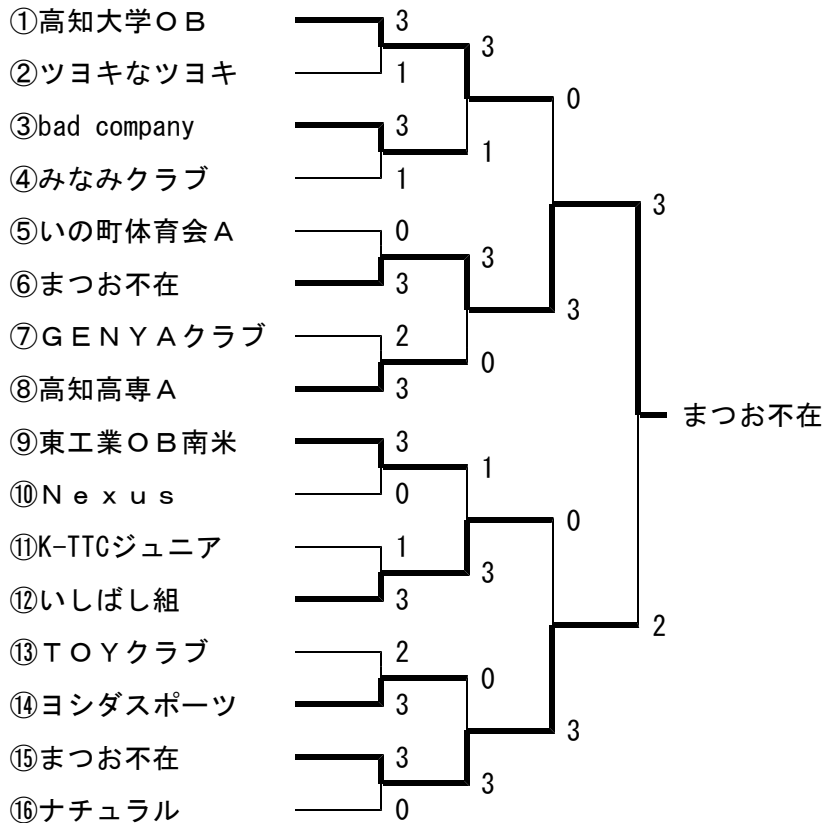 ①高知大学ＯＢ 3
3
②ツヨキなツヨキ 1
0
③bad company 3
1
④みなみクラブ 1
3
⑤いの町体育会Ａ 0
3
⑥まつお不在 3
3
⑦ＧＥＮＹＡクラブ 2
0
⑧高知高専Ａ 3
まつお不在
⑨東工業ＯＢ南米 3
1
⑩Ｎｅｘｕｓ 0
0
⑪K-TTCジュニア 1
3
⑫いしばし組 3
2
⑬ＴＯＹクラブ 2
0
⑭ヨシダスポーツ 3
3
⑮まつお不在 3
3
⑯ナチュラル 0